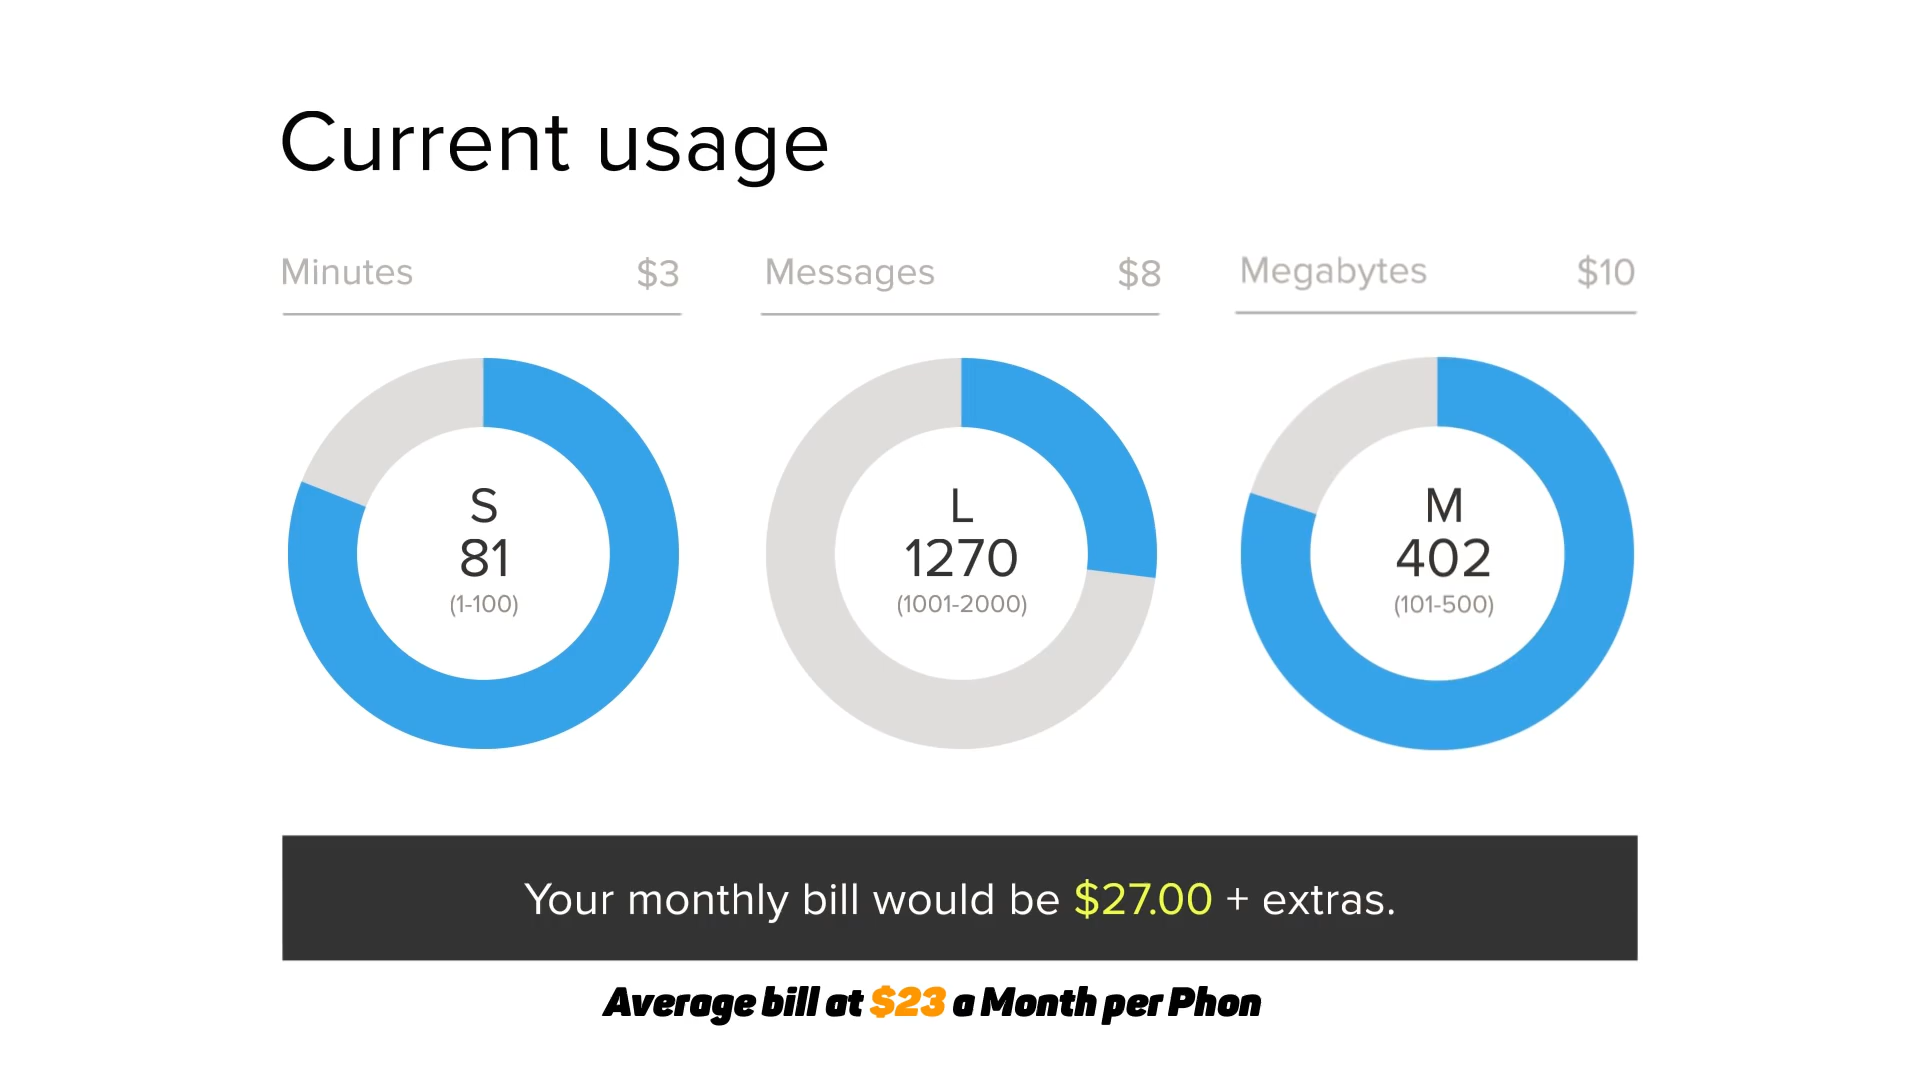 Current usage
Minutes $3
Messages $8
Megabytes $10
S
81
(1-100)
L
1270
(1001-2000)
M
402
(101-500)
Your monthly bill would be $27.00 + extras.
Average bill at $23 a Month per Phon